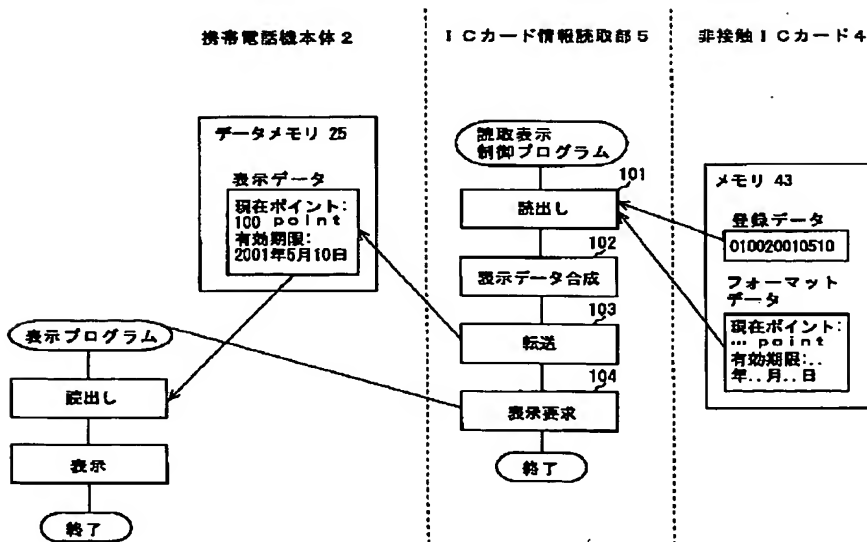 携帯電話機本体2
ICカード情報読取部5
非接触ICカード4
データメモリ 25
表示データ
現在ポイント:
100 point
有効期限:
2001年5月10日
表示プログラム
読出し
表示
終了
読取表示
制御プログラム
101
読出し
102
表示データ合成
103
転送
104
表示要求
終了
メモリ 43
登録データ
010020010510
フォーマット
データ
現在ポイント:
… point
有効期限:..
年..月..日